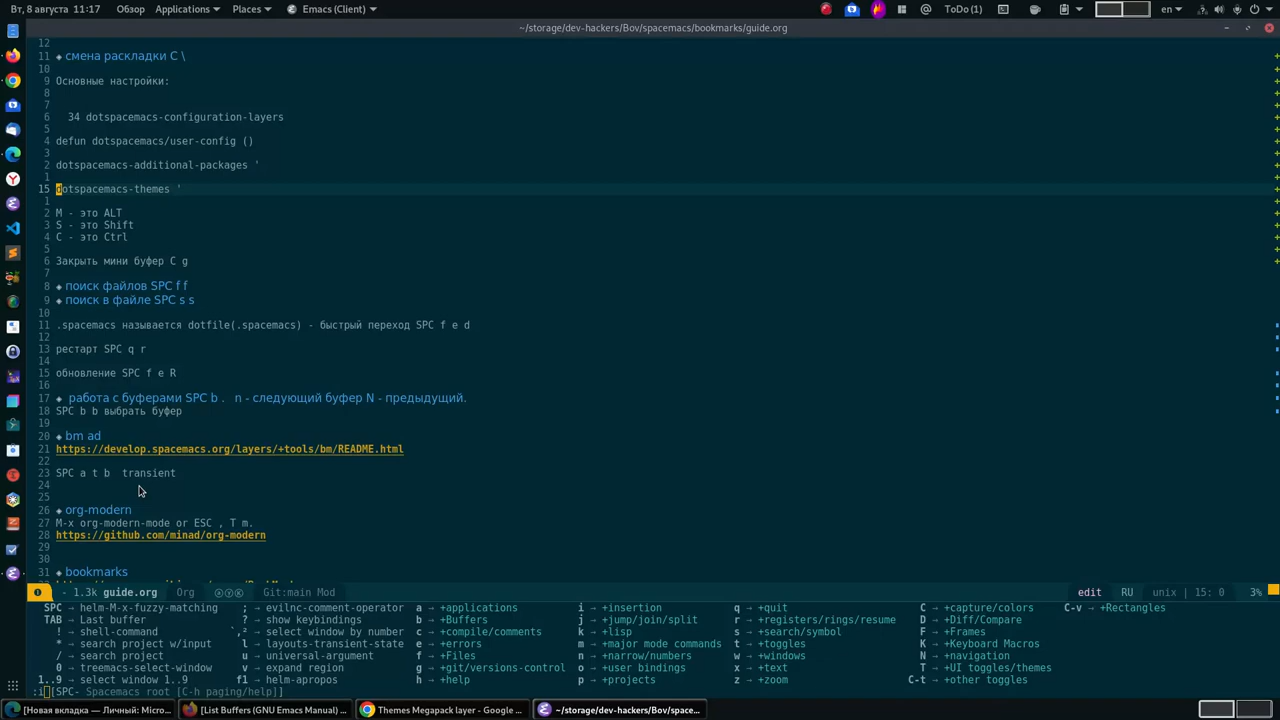 Вт, 8 августа 11:17 Обзор Applications Places Emacs (Client) ToDo (1) en
~/storage/dev-hackers/Bov/spacemacs/bookmarks/guide.org
12
11 ◈ смена раскладки C \
10
9 Основные настройки:
8
7
6 34 dotspacemacs-configuration-layers
5
4 defun dotspacemacs/user-config ()
3
2 dotspacemacs-additional-packages '
1
15 dotspacemacs-themes '
1
2 M - это ALT
3 S - это Shift
4 C - это Ctrl
5
6 Закрыть мини буфер C g
7
8 ◈ поиск файлов SPC f f
9 ◈ поиск в файле SPC s s
10
11 .spacemacs называется dotfile(.spacemacs) - быстрый переход SPC f e d
12
13 рестарт SPC q r
14
15 обновление SPC f e R
16
17 ◈ работа с буферами SPC b . n - следующий буфер N - предыдущий.
18 SPC b b выбрать буфер
19
20 ◈ bm ad
21 https://develop.spacemacs.org/layers/+tools/bm/README.html
22
23 SPC a t b transient
24
25
26 ◈ org-modern
27 M-x org-modern-mode or ESC , T m.
28 https://github.com/minad/org-modern
29
30
31 ◈ bookmarks
- 1.3k guide.org Org Git:main Mod edit RU unix | 15: 0 3%
SPC → helm-M-x-fuzzy-matching ; → evilnc-comment-operator a → +applications i → +insertion q → +quit C → +capture/colors C-v → +Rectangles
TAB → Last buffer ? → show keybindings b → +Buffers j → +jump/join/split r → +registers/rings/resume D → +Diff/Compare
! → shell-command `,² → select window by number c → +compile/comments k → +lisp s → +search/symbol F → +Frames
* → search project w/input l → layouts-transient-state e → +errors m → +major mode commands t → +toggles K → +Keyboard Macros
/ → search project u → universal-argument f → +Files n → +narrow/numbers w → +windows N → +navigation
0 → treemacs-select-window v → expand region g → +git/versions-control o → +user bindings x → +text T → +UI toggles/themes
1..9 → select window 1..9 f1 → helm-apropos h → +help p → +projects z → +zoom C-t → +other toggles
:i[SPC- Spacemacs root [C-h paging/help]]
[Новая вкладка — Личный: Micro... [List Buffers (GNU Emacs Manual) ... Themes Megapack layer - Google ... ~/storage/dev-hackers/Bov/space...